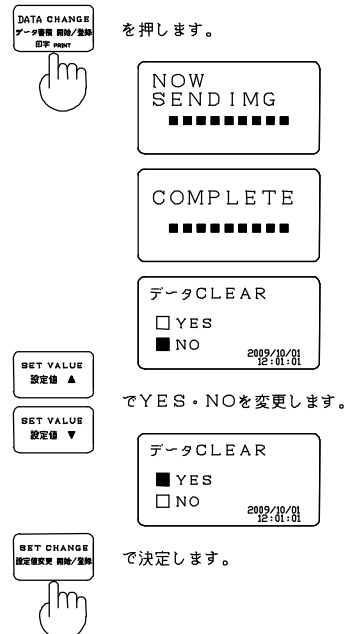 DATA CHANGE
データ書積 開始/登録
印字 PRINT
を押します。
NOW
SENDIMG
■■■■■■■■■
COMPLETE
■■■■■■■■■
データCLEAR
□YES
■NO
2009/10/01
12:01:01
SET VALUE
設定値 ▲
SET VALUE
設定値 ▼
でYES・NOを変更します。
データCLEAR
■YES
□NO
2009/10/01
12:01:01
SET CHANGE
設定値変更 開始/登録
で決定します。